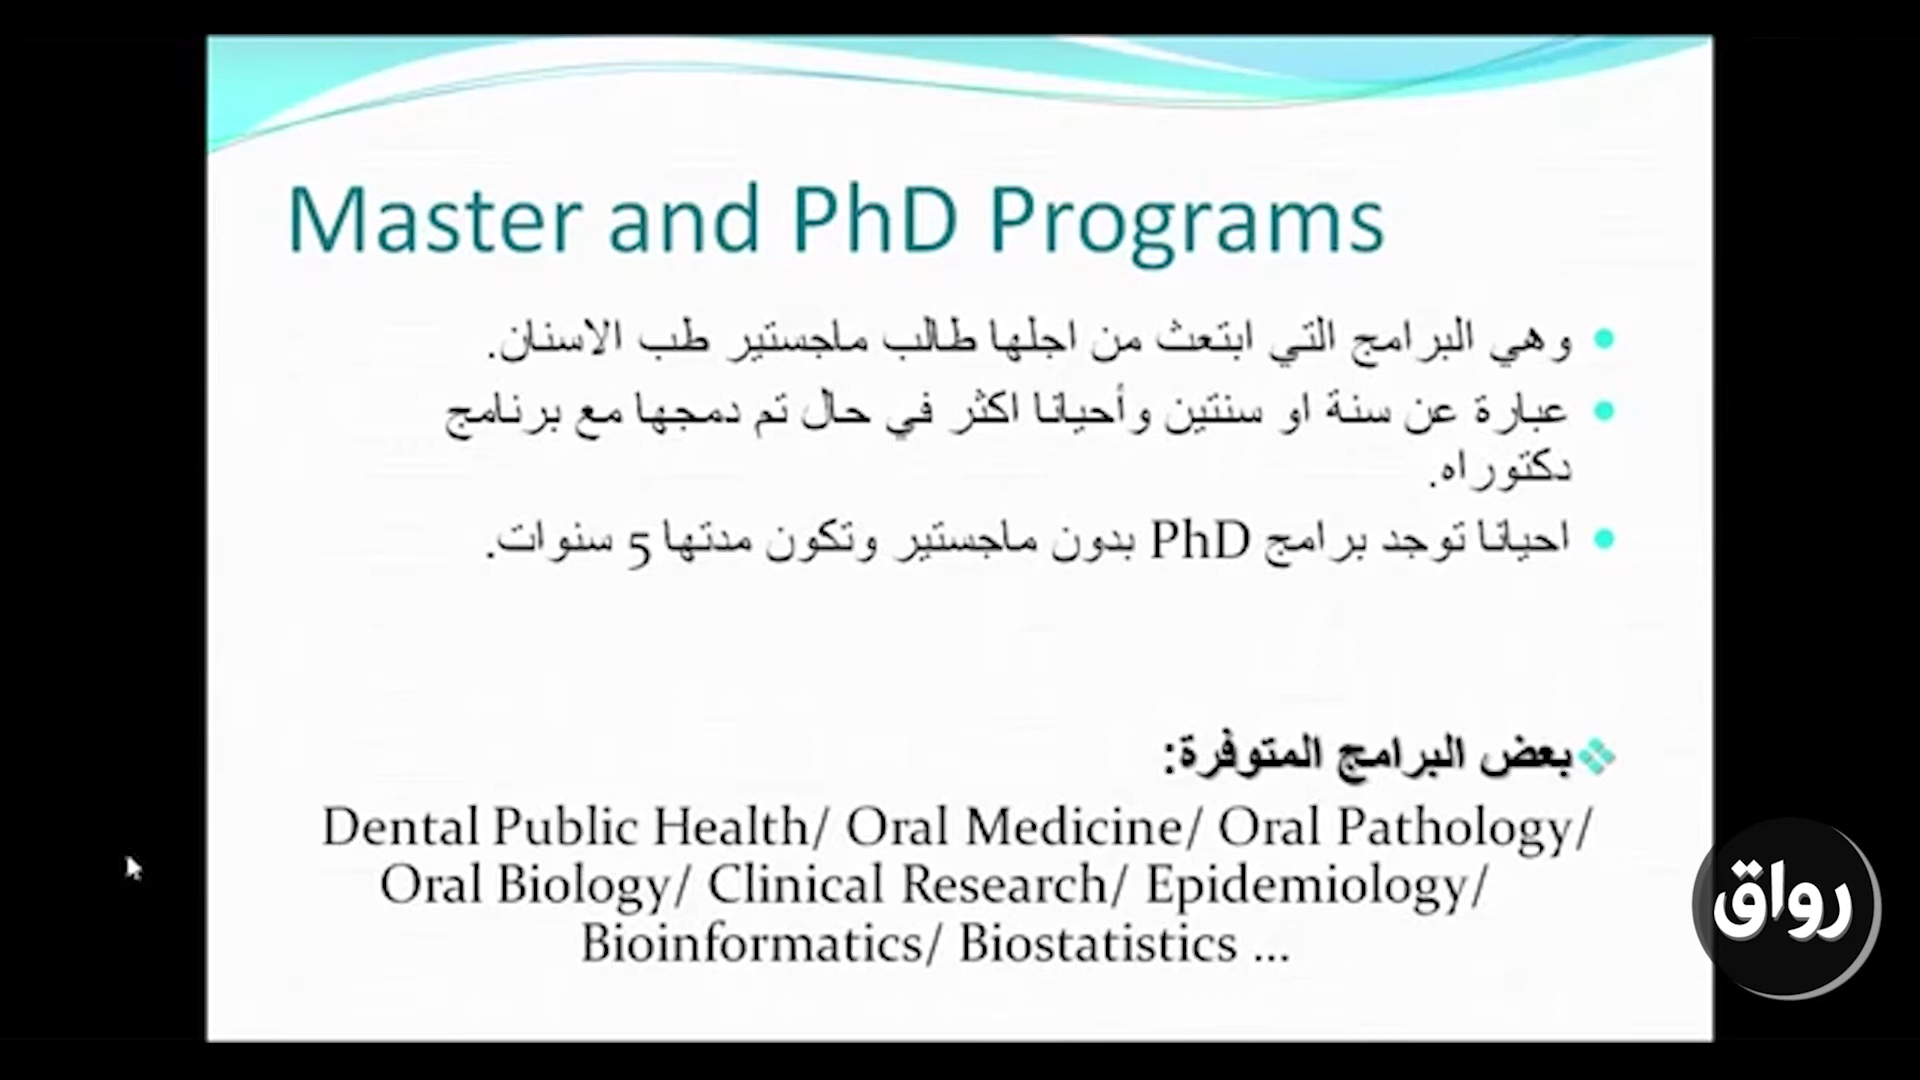 Master and PhD Programs
وهي البرامج التي ابتعث من اجلها طالب ماجستير طب الاسنان.
عبارة عن سنة او سنتين وأحيانا اكثر في حال تم دمجها مع برنامج
دكتوراه.
احيانا توجد برامج PhD بدون ماجستير وتكون مدتها 5 سنوات.
بعض البرامج المتوفرة:
Dental Public Health/ Oral Medicine/ Oral Pathology/
Oral Biology/ Clinical Research/ Epidemiology/
Bioinformatics/ Biostatistics ...
رواق